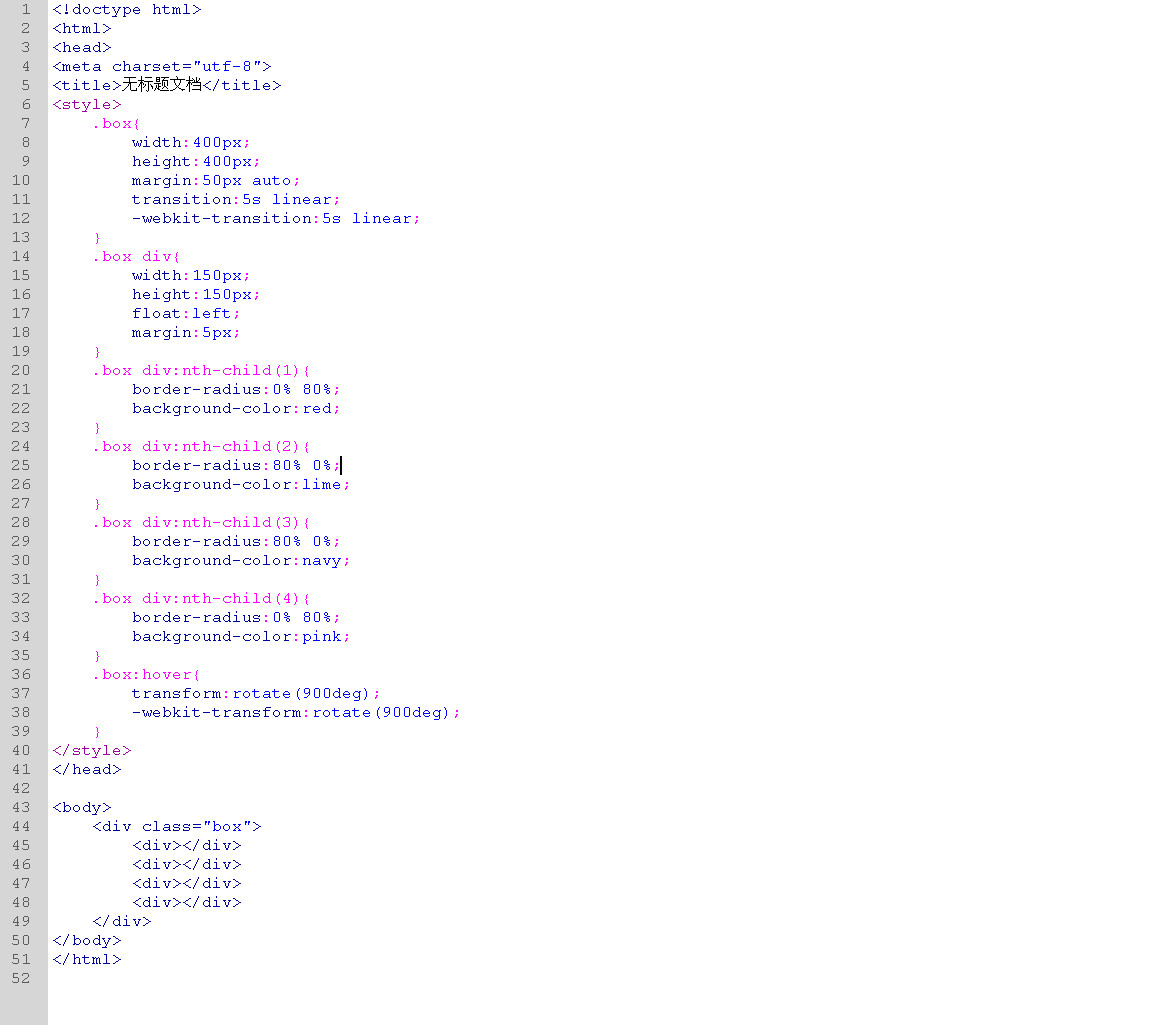 1 <!doctype html>
2 <html>
3 <head>
4 <meta charset="utf-8">
5 <title>无标题文档</title>
6 <style>
7     .box{
8         width:400px;
9         height:400px;
10         margin:50px auto;
11         transition:5s linear;
12         -webkit-transition:5s linear;
13     }
14     .box div{
15         width:150px;
16         height:150px;
17         float:left;
18         margin:5px;
19     }
20     .box div:nth-child(1){
21         border-radius:0% 80%;
22         background-color:red;
23     }
24     .box div:nth-child(2){
25         border-radius:80% 0%;
26         background-color:lime;
27     }
28     .box div:nth-child(3){
29         border-radius:80% 0%;
30         background-color:navy;
31     }
32     .box div:nth-child(4){
33         border-radius:0% 80%;
34         background-color:pink;
35     }
36     .box:hover{
37         transform:rotate(900deg);
38         -webkit-transform:rotate(900deg);
39     }
40 </style>
41 </head>
42
43 <body>
44     <div class="box">
45         <div></div>
46         <div></div>
47         <div></div>
48         <div></div>
49     </div>
50 </body>
51 </html>
52